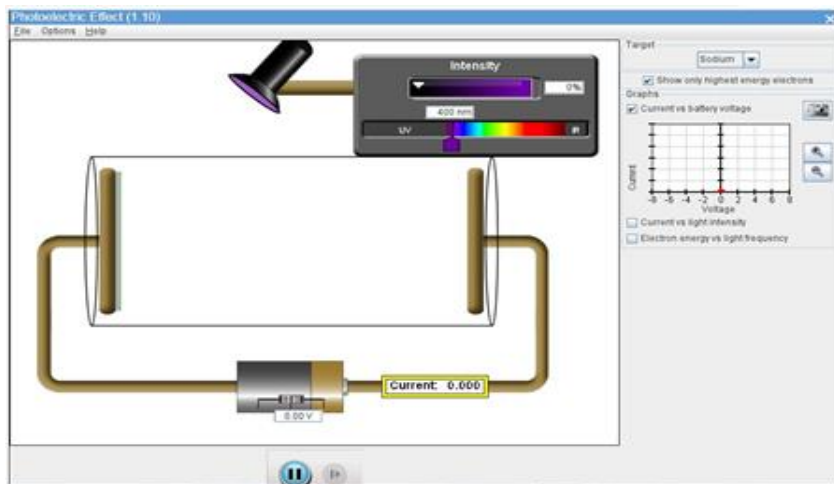 Photoelectric Effect (1.10)
File Options Help
Intensity
0%
400 nm
UV
IR
Current: 0.000
0.00 V
Target
Sodium
Show only highest energy electrons
Graphs
Current vs battery voltage
Current
-8 -6 -4 -2 0 2 4 6 8
Voltage
Current vs light intensity
Electron energy vs light frequency